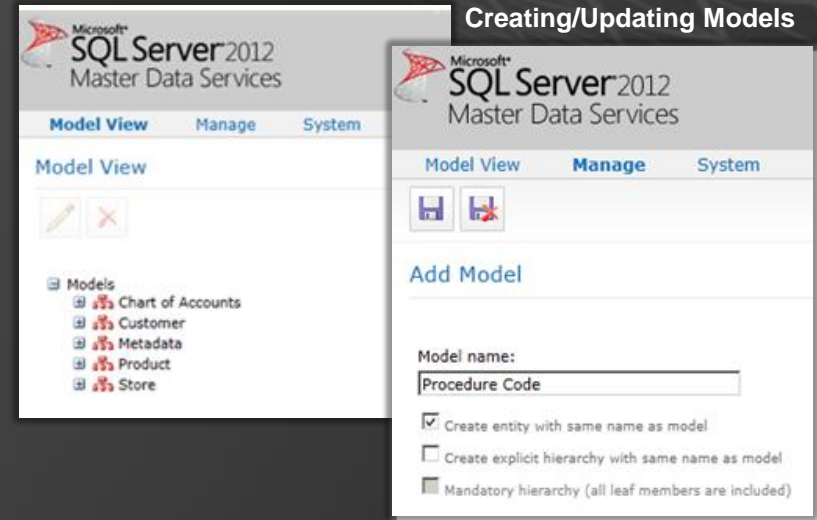 Creating/Updating Models
Microsoft®
SQL Server®2012
Master Data Services
Model View Manage System
Model View
Models
Chart of Accounts
Customer
Metadata
Product
Store
Microsoft®
SQL Server®2012
Master Data Services
Model View Manage System
Add Model
Model name:
Procedure Code
Create entity with same name as model
Create explicit hierarchy with same name as model
Mandatory hierarchy (all leaf members are included)